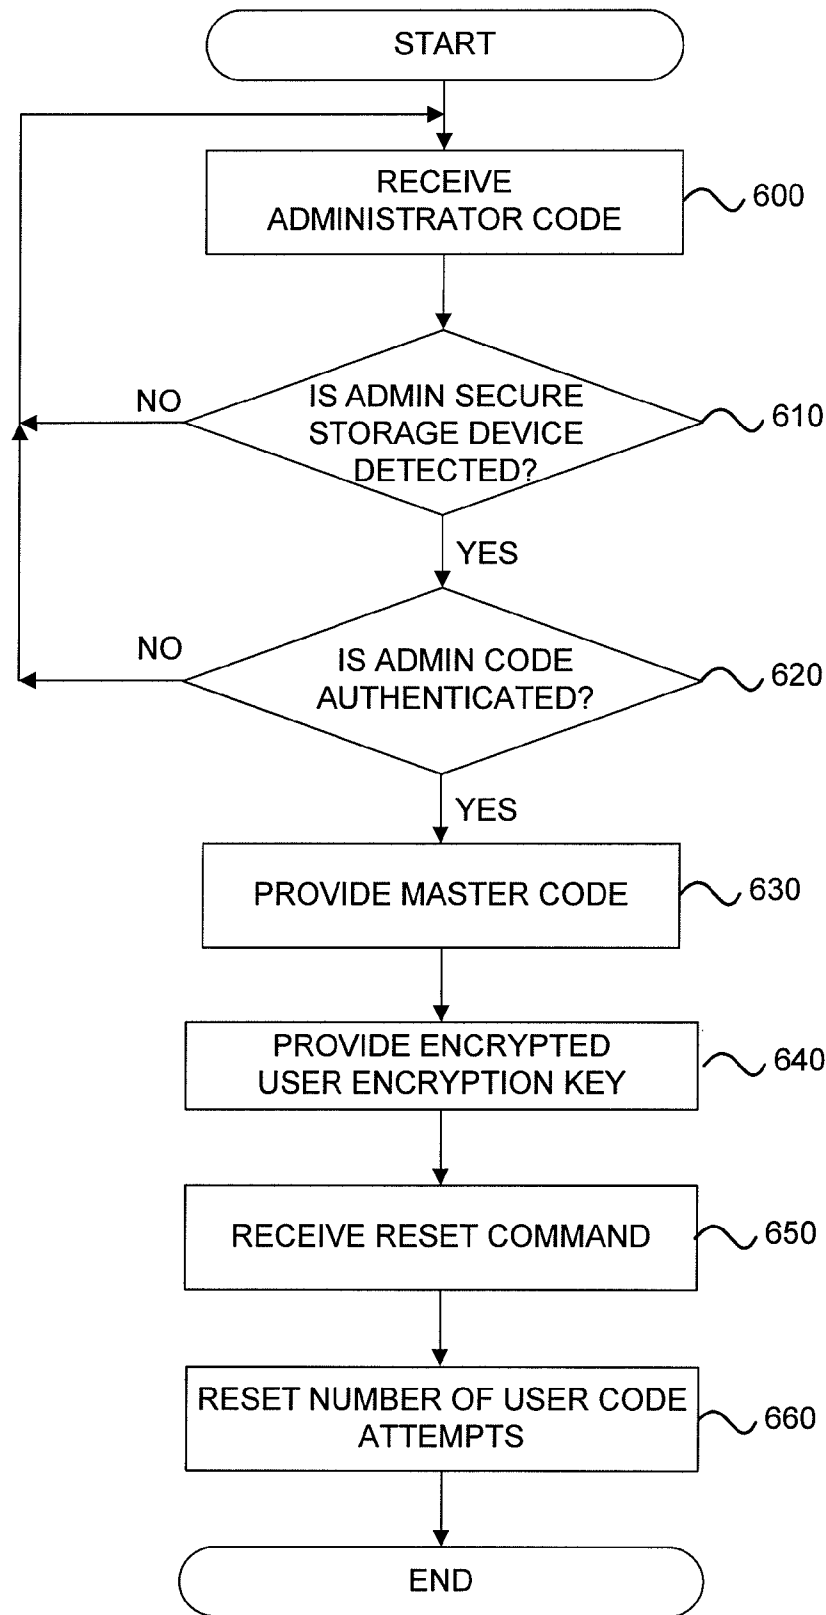 START
RECEIVE
ADMINISTRATOR CODE
600
IS ADMIN SECURE
STORAGE DEVICE
DETECTED?
610
NO
YES
IS ADMIN CODE
AUTHENTICATED?
620
NO
YES
PROVIDE MASTER CODE
630
PROVIDE ENCRYPTED
USER ENCRYPTION KEY
640
RECEIVE RESET COMMAND
650
RESET NUMBER OF USER CODE
ATTEMPTS
660
END